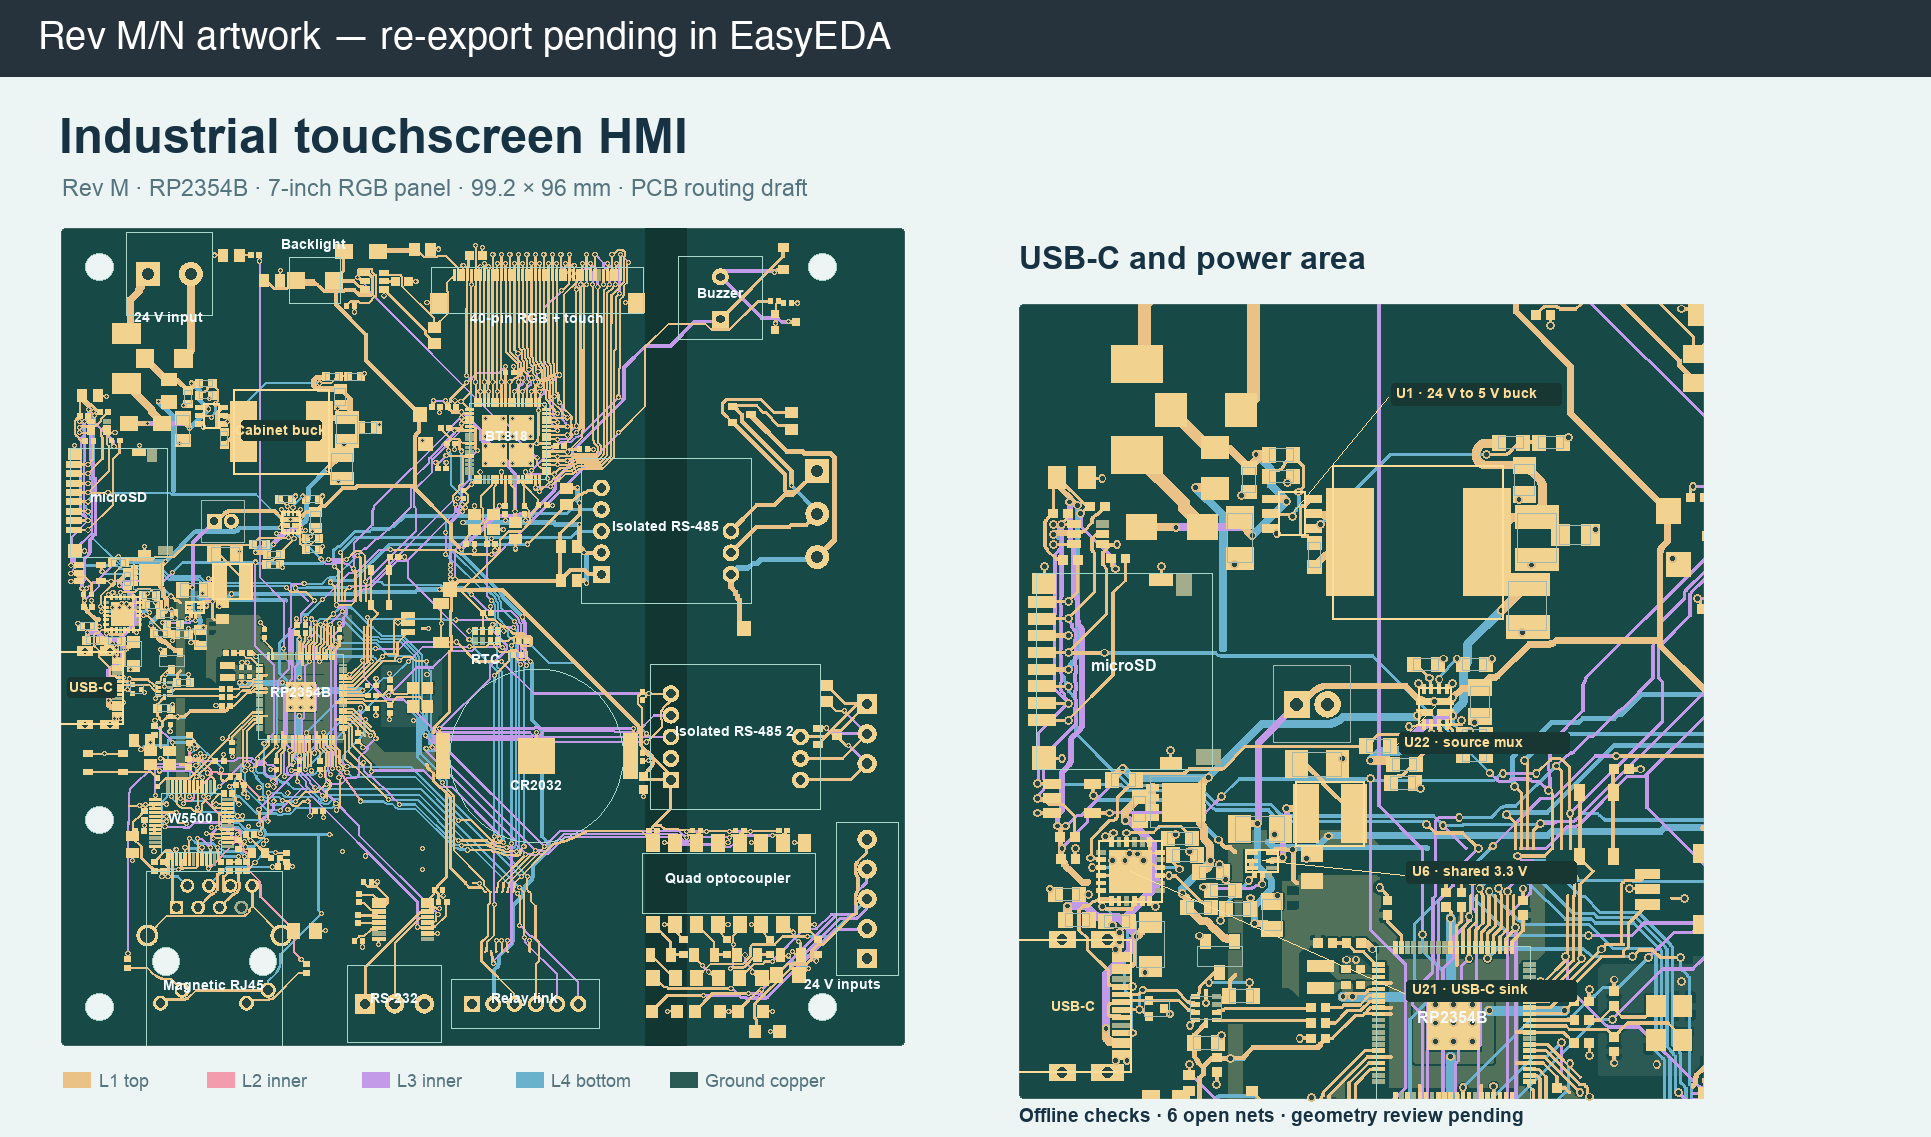 Rev M/N artwork — re-export pending in EasyEDA
Industrial touchscreen HMI
Rev M · RP2354B · 7-inch RGB panel · 99.2 × 96 mm · PCB routing draft
USB-C and power area
Backlight
24 V input
40-pin RGB + touch
Buzzer
Cabinet buck
BT818
microSD
Isolated RS-485
RTC
USB-C
RP2354B
Isolated RS-485 2
CR2032
W5500
Quad optocoupler
Magnetic RJ45
RS-232
Relay link
24 V inputs
L1 top
L2 inner
L3 inner
L4 bottom
Ground copper
U1 · 24 V to 5 V buck
microSD
U22 · source mux
U6 · shared 3.3 V
U21 · USB-C sink
USB-C
RP2354B
Offline checks · 6 open nets · geometry review pending